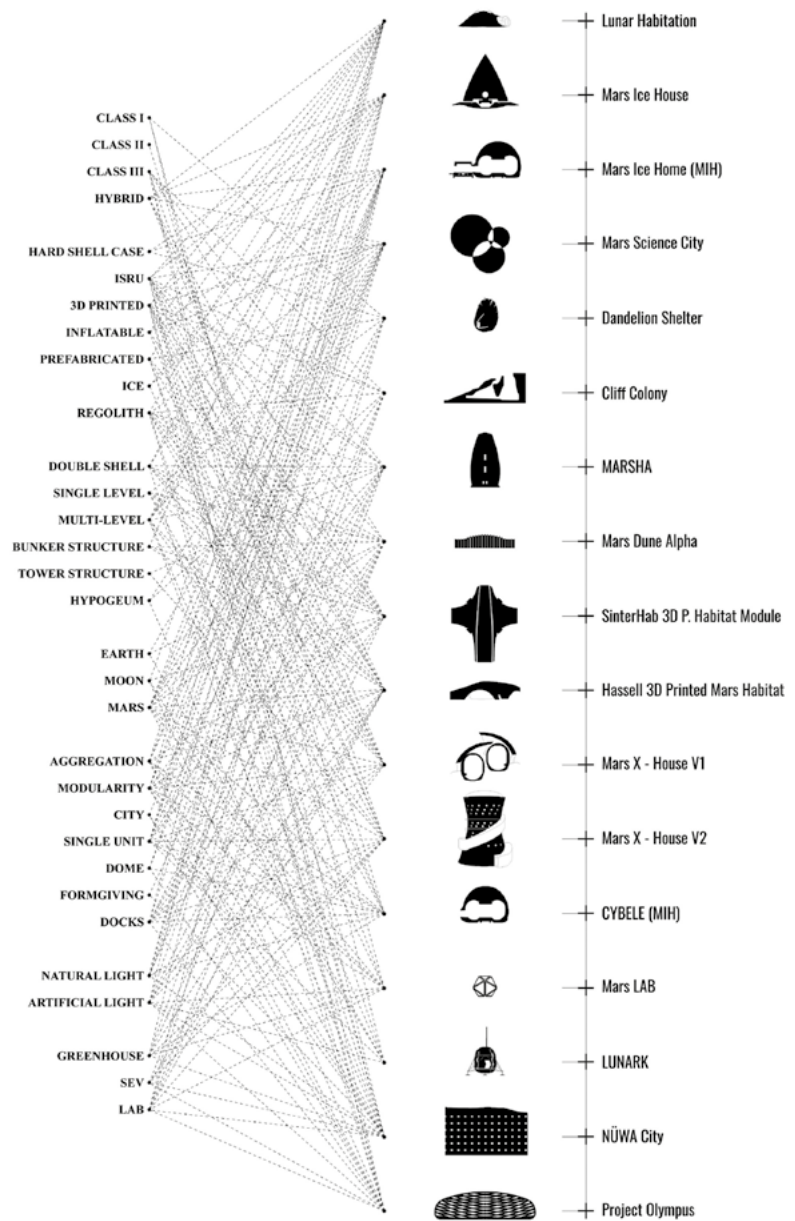 CLASS I
CLASS II
CLASS III
HYBRID
HARD SHELL CASE
ISRU
3D PRINTED
INFLATABLE
PREFABRICATED
ICE
REGOLITH
DOUBLE SHELL
SINGLE LEVEL
MULTI-LEVEL
BUNKER STRUCTURE
TOWER STRUCTURE
HYPOGEUM
EARTH
MOON
MARS
AGGREGATION
MODULARITY
CITY
SINGLE UNIT
DOME
FORMGIVING
DOCKS
NATURAL LIGHT
ARTIFICIAL LIGHT
GREENHOUSE
SEV
LAB
Lunar Habitation
Mars Ice House
Mars Ice Home (MIH)
Mars Science City
Dandelion Shelter
Cliff Colony
MARSHA
Mars Dune Alpha
SinterHab 3D P. Habitat Module
Hassell 3D Printed Mars Habitat
Mars X - House V1
Mars X - House V2
CYBELE (MIH)
Mars LAB
LUNARK
NÜWA City
Project Olympus